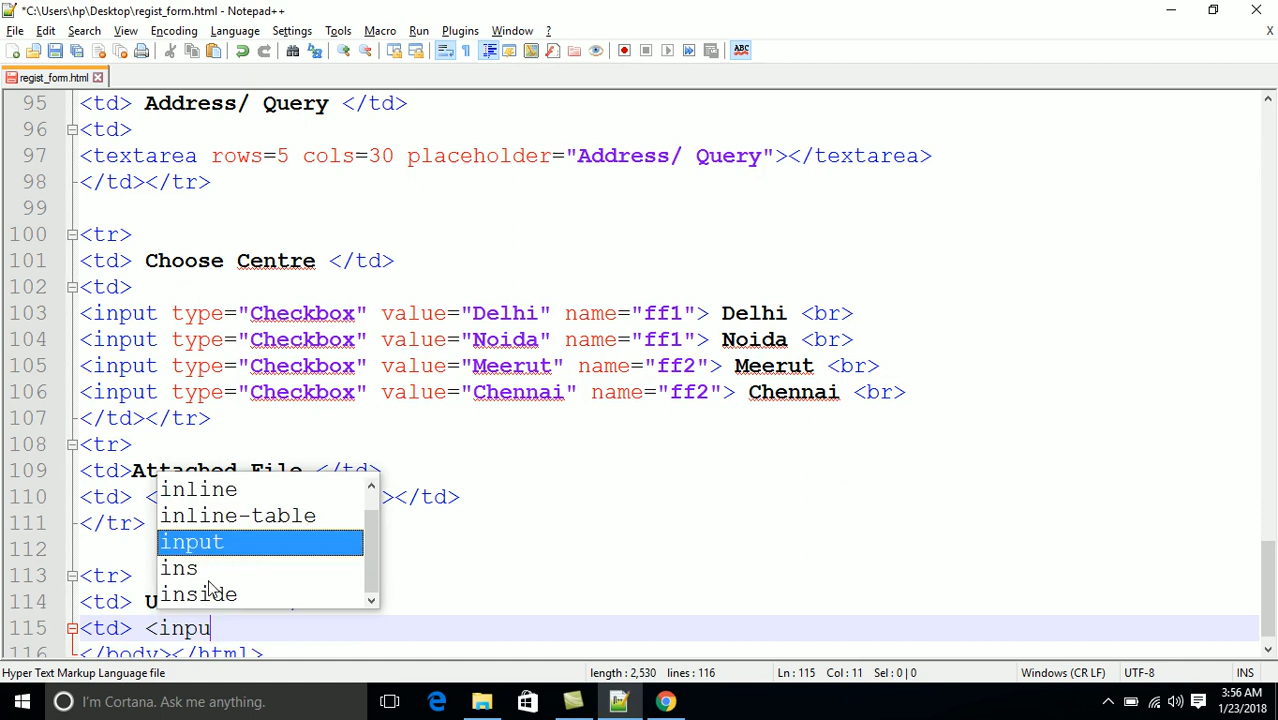 *C:\Users\hp\Desktop\regist_form.html - Notepad++
File Edit Search View Encoding Language Settings Tools Macro Run Plugins Window ? X
ABC
regist_form.html
95 <td> Address/ Query </td>
96 <td>
97 <textarea rows=5 cols=30 placeholder="Address/ Query"></textarea>
98 </td></tr>
99
100 <tr>
101 <td> Choose Centre </td>
102 <td>
103 <input type="Checkbox" value="Delhi" name="ff1"> Delhi <br>
104 <input type="Checkbox" value="Noida" name="ff1"> Noida <br>
105 <input type="Checkbox" value="Meerut" name="ff2"> Meerut <br>
106 <input type="Checkbox" value="Chennai" name="ff2"> Chennai <br>
107 </td></tr>
108 <tr>
109 <td>Attached File </td>
inline
110 <td> < ></td>
inline-table
111 </tr>
input
112
ins
113 <tr>
inside
114 <td> U
115 <td> <inpu
116 </body></html>
Hyper Text Markup Language file length : 2,530 lines : 116 Ln : 115 Col : 11 Sel : 0 | 0 Windows (CR LF) UTF-8 INS
I'm Cortana. Ask me anything. 3:56 AM
1/23/2018